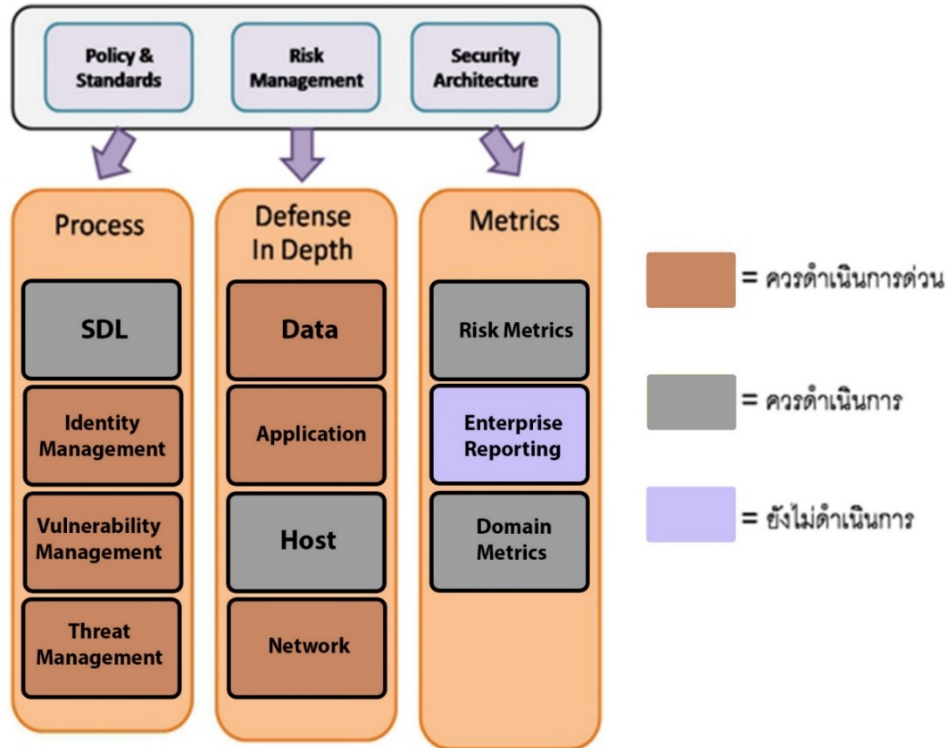 Policy &
Standards
Risk
Management
Security
Architecture
Process
SDL
Identity
Management
Vulnerability
Management
Threat
Management
Defense
In Depth
Data
Application
Host
Network
Metrics
Risk Metrics
Enterprise
Reporting
Domain
Metrics
= ควรดำเนินการด่วน
= ควรดำเนินการ
= ยังไม่ดำเนินการ